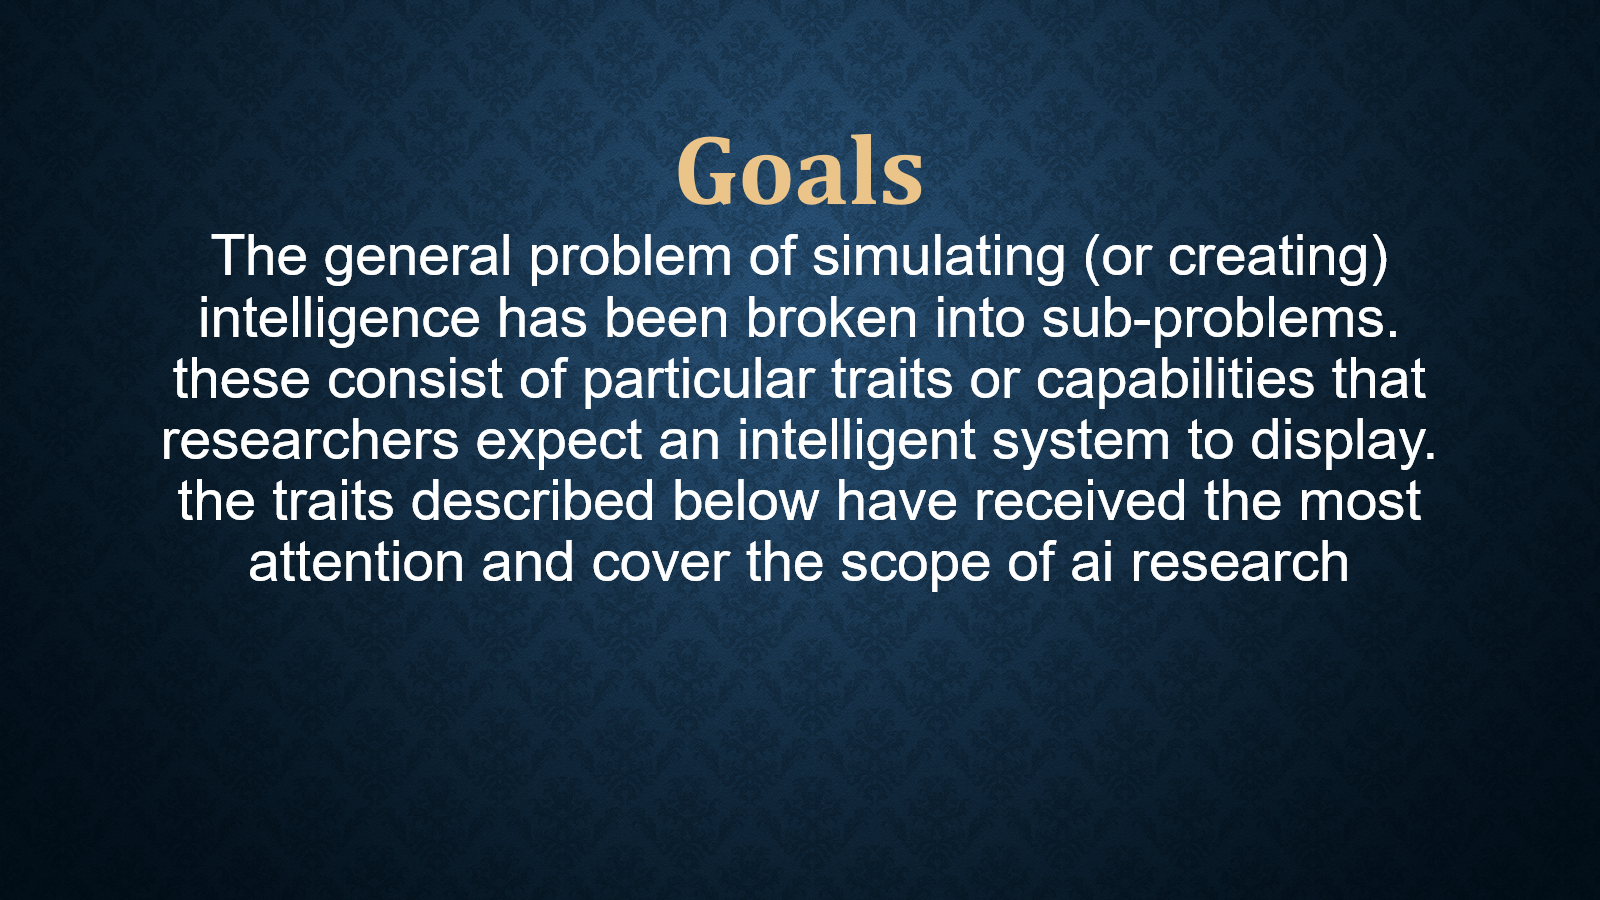 Goals
The general problem of simulating (or creating)
intelligence has been broken into sub-problems.
these consist of particular traits or capabilities that
researchers expect an intelligent system to display.
the traits described below have received the most
attention and cover the scope of ai research